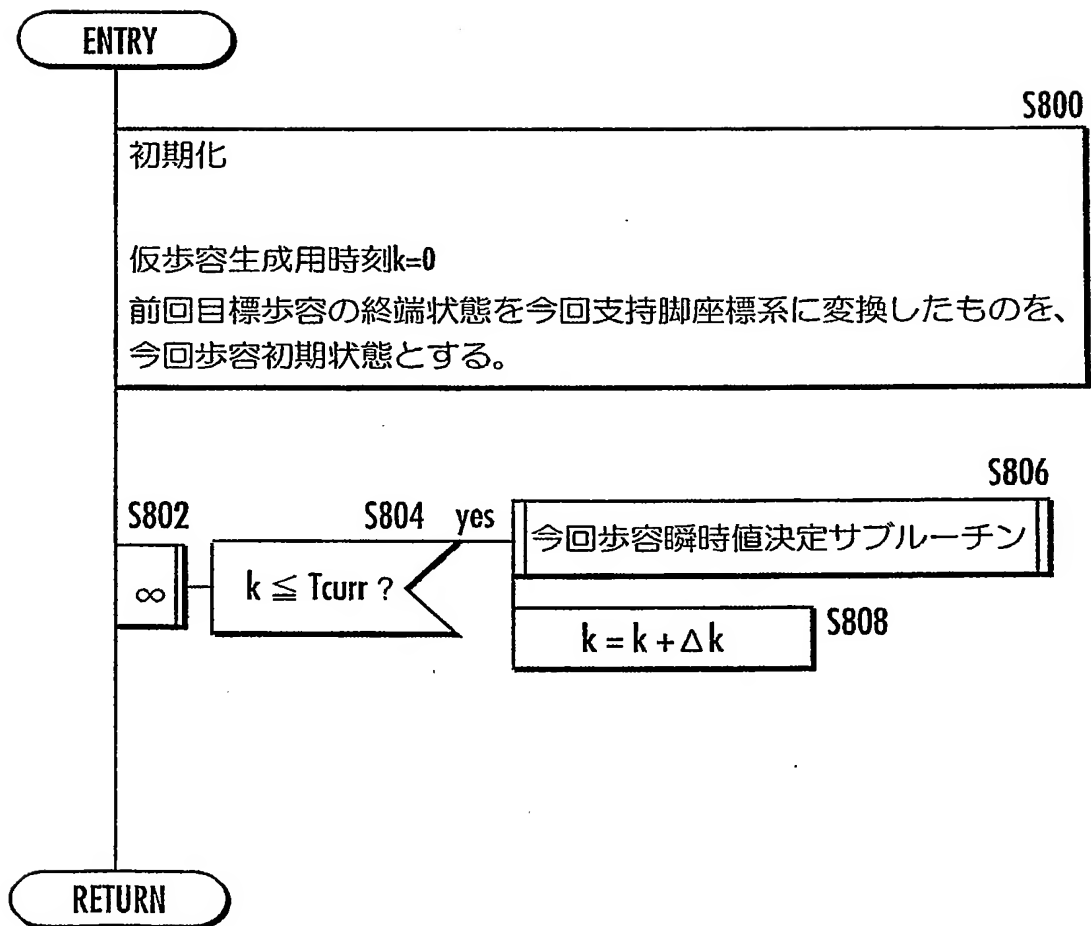 ENTRY
S800
初期化
仮歩容生成用時刻k=0
前回目標歩容の終端状態を今回支持脚座標系に変換したものを、
今回歩容初期状態とする。
S802
∞
S804
k ≦ Tcurr ?
yes
S806
今回歩容瞬時値決定サブルーチン
k = k + Δk
S808
RETURN